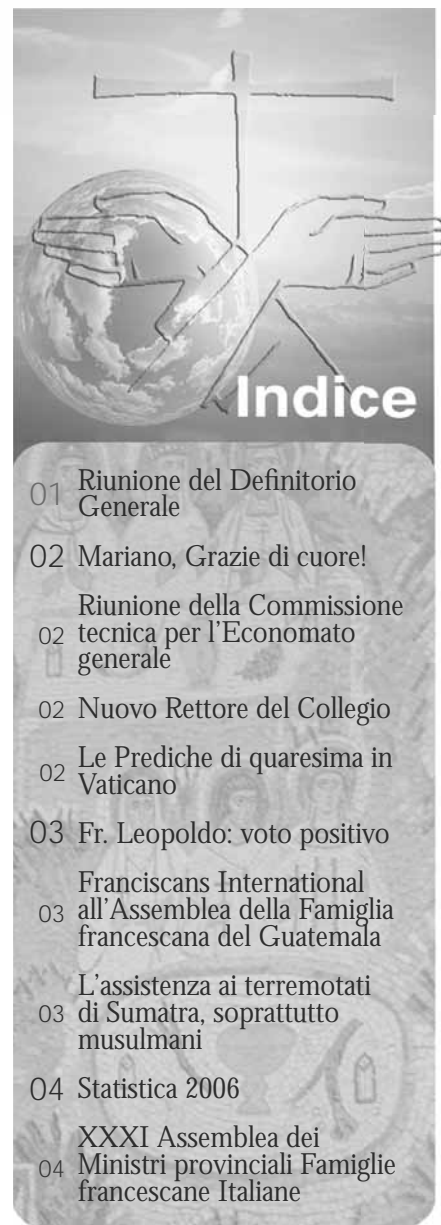 Indice
01 Riunione del Definitorio
Generale
02 Mariano, Grazie di cuore!
Riunione della Commissione
02 tecnica per l'Economato
generale
02 Nuovo Rettore del Collegio
02 Le Prediche di quaresima in
Vaticano
03 Fr. Leopoldo: voto positivo
Franciscans International
03 all'Assemblea della Famiglia
francescana del Guatemala
L'assistenza ai terremotati
03 di Sumatra, soprattutto
musulmani
04 Statistica 2006
XXXI Assemblea dei
04 Ministri provinciali Famiglie
francescane Italiane